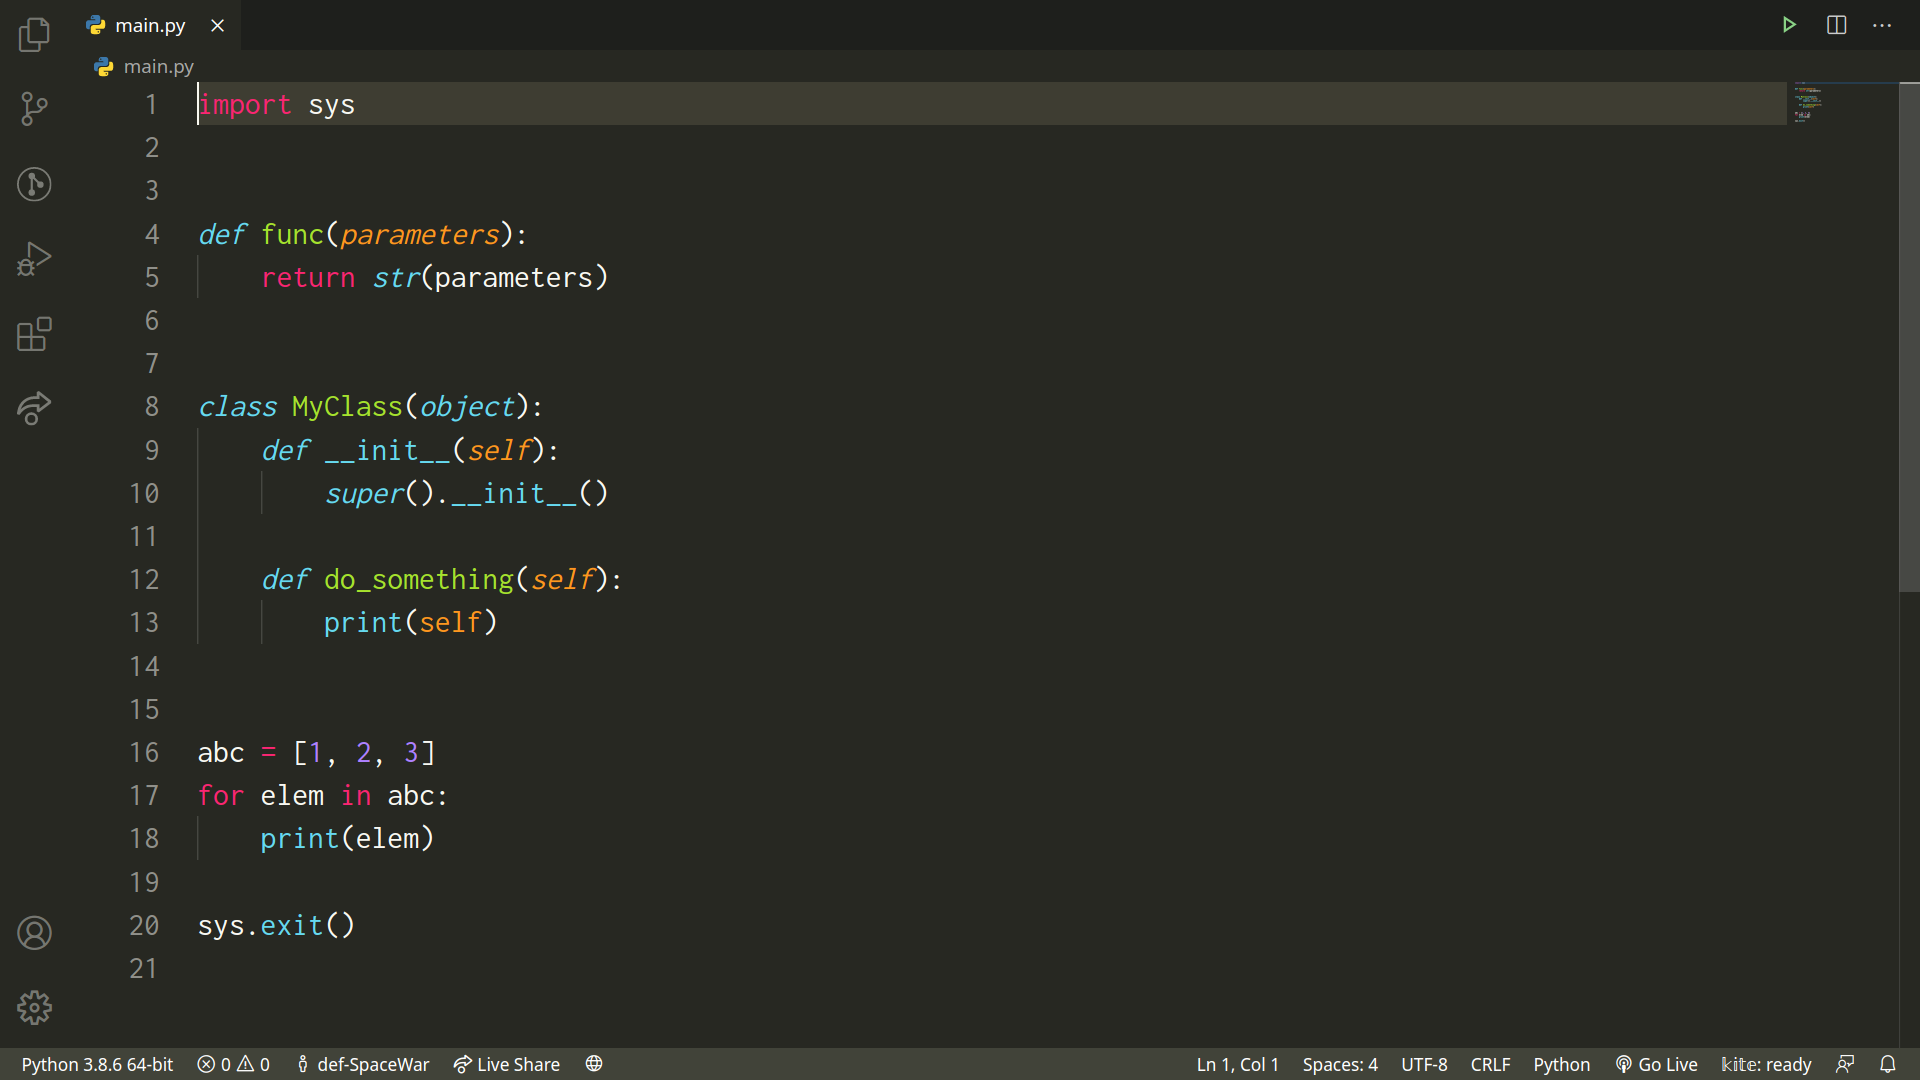 main.py
main.py
1 import sys
2
3
4 def func(parameters):
5     return str(parameters)
6
7
8 class MyClass(object):
9     def __init__(self):
10         super().__init__()
11
12     def do_something(self):
13         print(self)
14
15
16 abc = [1, 2, 3]
17 for elem in abc:
18     print(elem)
19
20 sys.exit()
21
Python 3.8.6 64-bit 0 0 def-SpaceWar Live Share Ln 1, Col 1 Spaces: 4 UTF-8 CRLF Python Go Live kite: ready